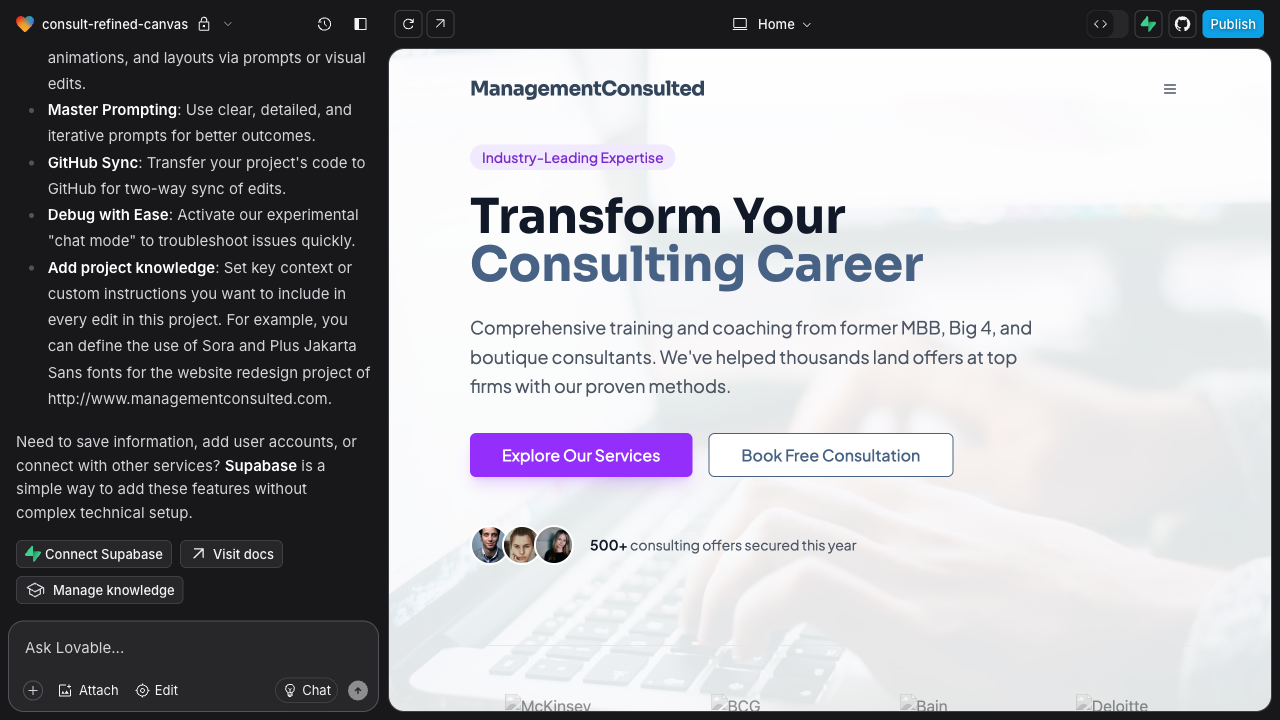 consult-refined-canvas
Home
Publish
animations, and layouts via prompts or visual
edits.
Master Prompting: Use clear, detailed, and
iterative prompts for better outcomes.
GitHub Sync: Transfer your project's code to
GitHub for two-way sync of edits.
Debug with Ease: Activate our experimental
"chat mode" to troubleshoot issues quickly.
Add project knowledge: Set key context or
custom instructions you want to include in
every edit in this project. For example, you
can define the use of Sora and Plus Jakarta
Sans fonts for the website redesign project of
http://www.managementconsulted.com.
Need to save information, add user accounts, or
connect with other services? Supabase is a
simple way to add these features without
complex technical setup.
Connect Supabase
Visit docs
Manage knowledge
Ask Lovable...
Attach
Edit
Chat
ManagementConsulted
Industry-Leading Expertise
Transform Your
Consulting Career
Comprehensive training and coaching from former MBB, Big 4, and
boutique consultants. We've helped thousands land offers at top
firms with our proven methods.
Explore Our Services
Book Free Consultation
500+ consulting offers secured this year
McKinsey
BCG
Bain
Deloitte